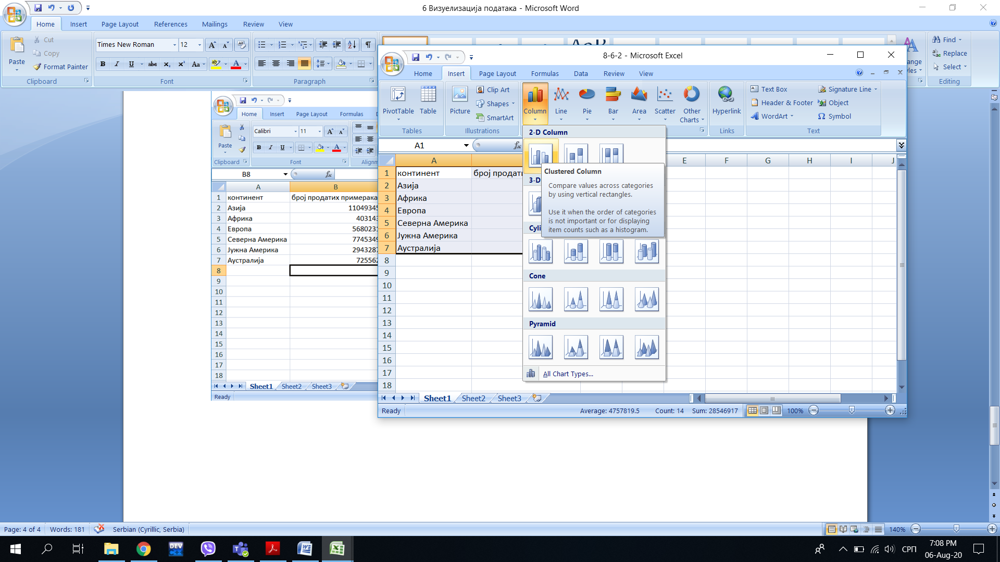 6 Визуелизација података - Microsoft Word
Home Insert Page Layout References Mailings Review View
Paste
Cut
Copy
Format Painter
Clipboard
Times New Roman 12
Font
Paragraph
Find
Replace
Select
Editing
Home Insert Page Layout Formulas
Paste
Calibri 11
Clipboard Font
B8
A B
1 континент број продатих примерака
2 Азија 11049345
3 Африка
4 Европа
5 Северна Америка
6 Јужна Америка
7 Аустралија
8
9
10
11
12
13
14
15
16
17
18
Sheet1 Sheet2 Sheet3
Ready
8-6-2 - Microsoft Excel
Home Insert Page Layout Formulas Data Review View
PivotTable Table
Tables
Picture
Clip Art
Shapes
SmartArt
Illustrations
Column Line Pie Bar Area Scatter Other Charts
Hyperlink
Links
Text Box
Header & Footer
WordArt
Signature Line
Object
Symbol
Text
A1
A E F G H I J
1 континент
2 Азија
3 Африка
4 Европа
5 Северна Америка
6 Јужна Америка
7 Аустралија
8
9
10
11
12
13
14
15
16
17
18
2-D Column
Clustered Column
Compare values across categories
by using vertical rectangles.
Use it when the order of categories
is not important or for displaying
item counts such as a histogram.
3-D
Cone
Pyramid
All Chart Types...
Sheet1 Sheet2 Sheet3
Ready Average: 4757819.5 Count: 14 Sum: 28546917 100%
Page: 4 of 4 Words: 181 Serbian (Cyrillic, Serbia) 140%
DEV
СРП
7:08 PM
06-Aug-20